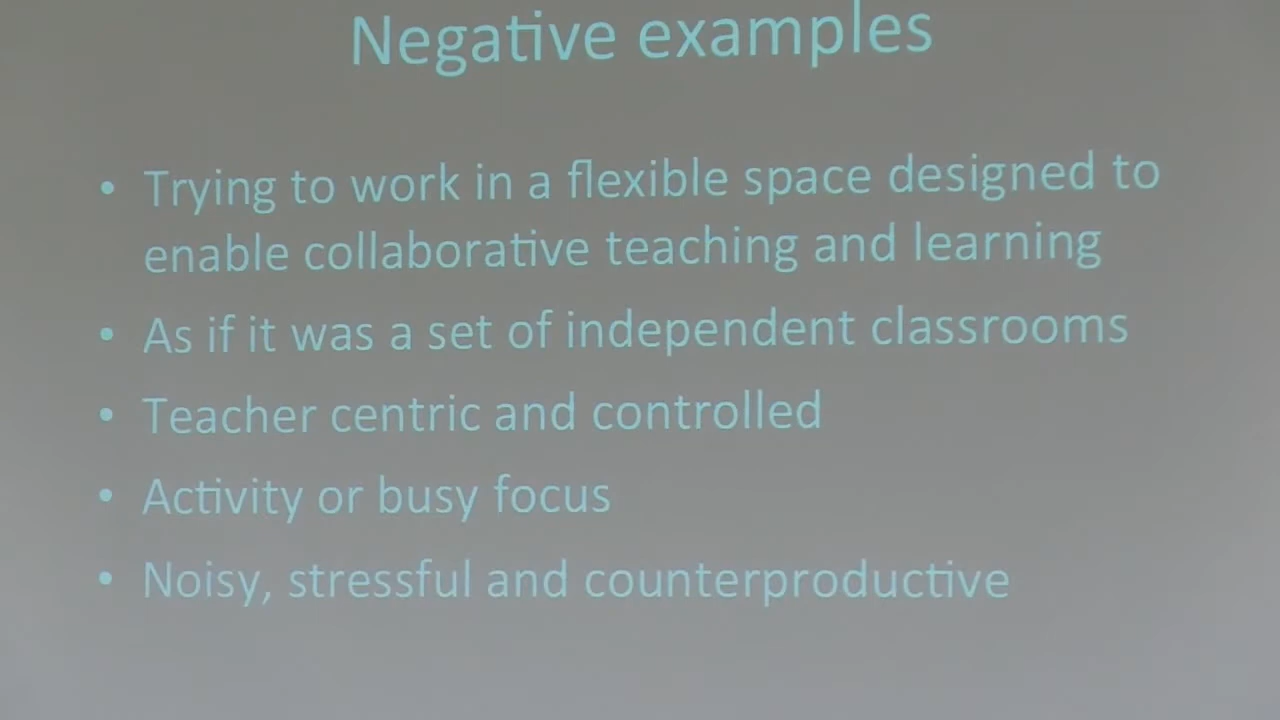 Negative examples
• Trying to work in a flexible space designed to
enable collaborative teaching and learning
• As if it was a set of independent classrooms
• Teacher centric and controlled
• Activity or busy focus
• Noisy, stressful and counterproductive